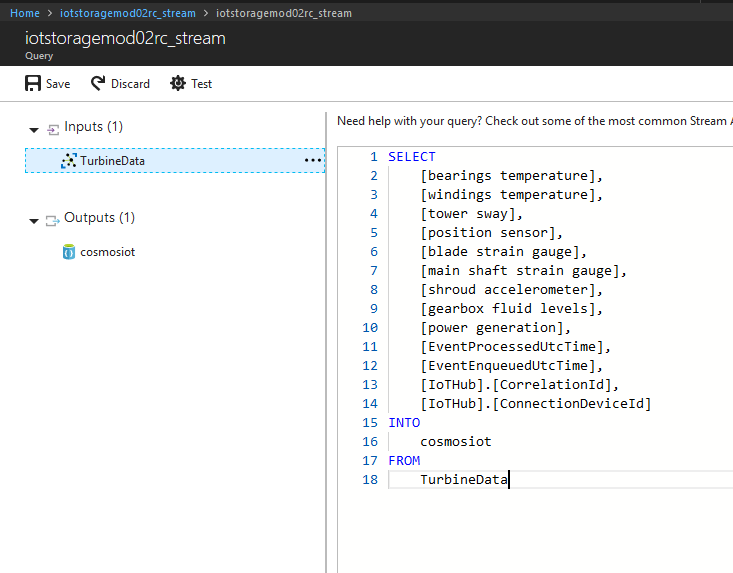 Home > iotstoragemod02rc_stream > iotstoragemod02rc_stream
iotstoragemod02rc_stream
Query
Save Discard Test
Inputs (1)
TurbineData ...
Outputs (1)
cosmosiot
Need help with your query? Check out some of the most common Stream A
1 SELECT
2 [bearings temperature],
3 [windings temperature],
4 [tower sway],
5 [position sensor],
6 [blade strain gauge],
7 [main shaft strain gauge],
8 [shroud accelerometer],
9 [gearbox fluid levels],
10 [power generation],
11 [EventProcessedUtcTime],
12 [EventEnqueuedUtcTime],
13 [IoTHub].[CorrelationId],
14 [IoTHub].[ConnectionDeviceId]
15 INTO
16 cosmosiot
17 FROM
18 TurbineData